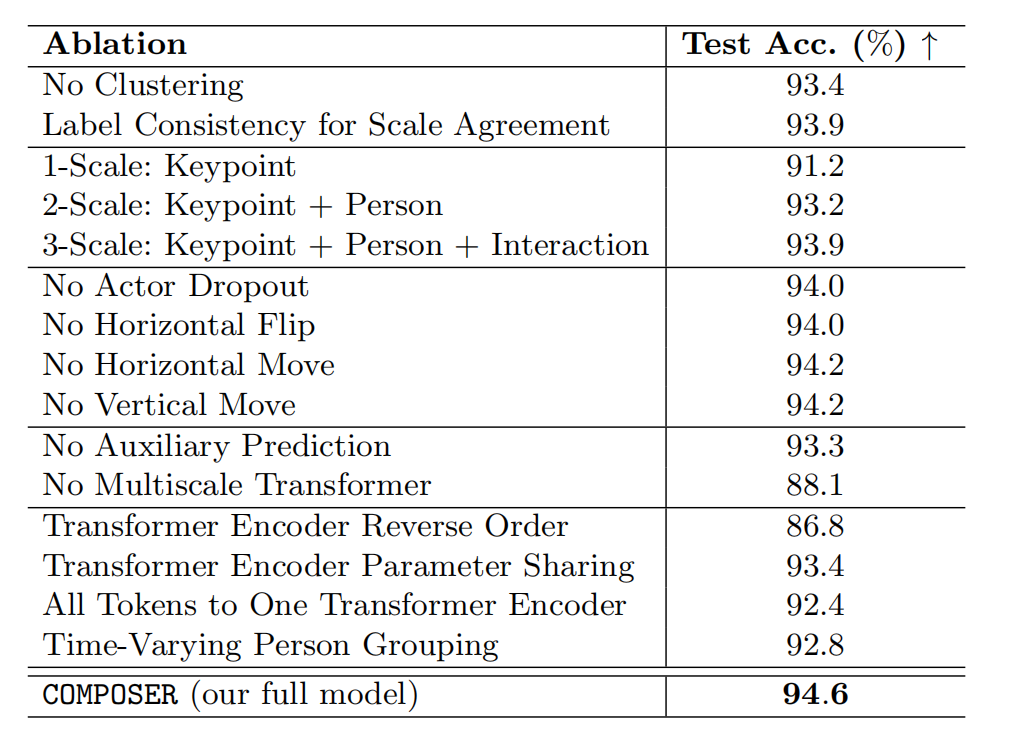 Ablation Test Acc. (%) ↑
No Clustering 93.4
Label Consistency for Scale Agreement 93.9
1-Scale: Keypoint 91.2
2-Scale: Keypoint + Person 93.2
3-Scale: Keypoint + Person + Interaction 93.9
No Actor Dropout 94.0
No Horizontal Flip 94.0
No Horizontal Move 94.2
No Vertical Move 94.2
No Auxiliary Prediction 93.3
No Multiscale Transformer 88.1
Transformer Encoder Reverse Order 86.8
Transformer Encoder Parameter Sharing 93.4
All Tokens to One Transformer Encoder 92.4
Time-Varying Person Grouping 92.8
COMPOSER (our full model) 94.6